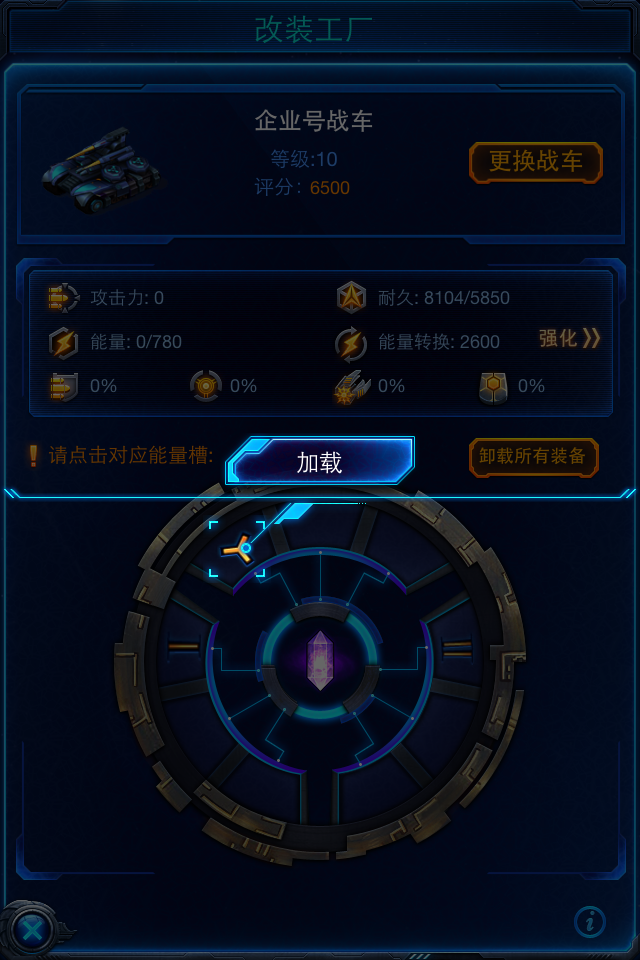 改装工厂
企业号战车
等级:10
评分: 6500
更换战车
攻击力: 0
耐久: 8104/5850
能量: 0/780
能量转换: 2600
强化
0%
0%
0%
0%
请点击对应能量槽:
加载
卸载所有装备